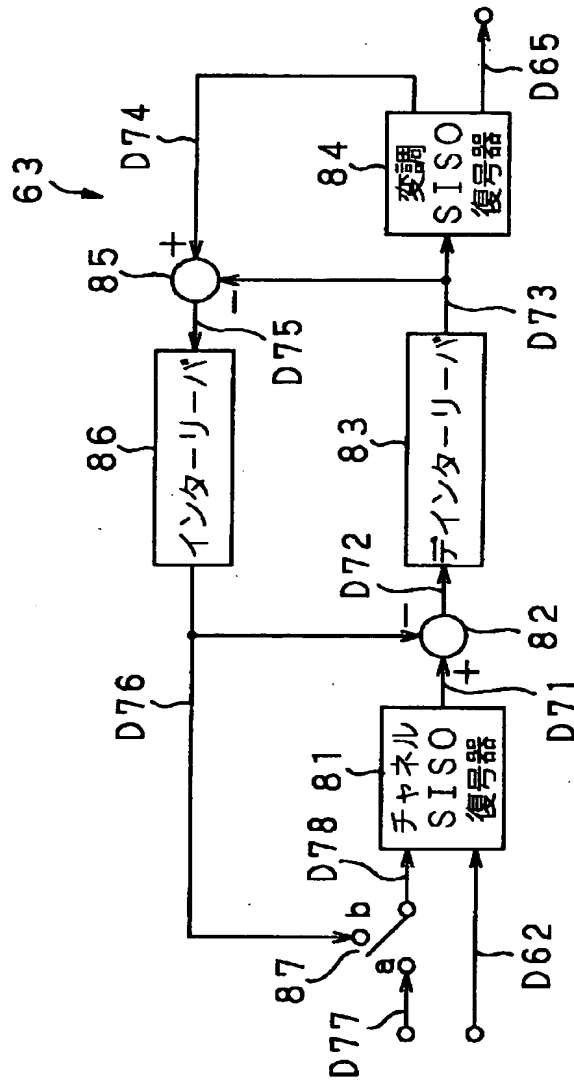 63
D74
85
+
−
D75
86
インターリーバ
D76
84
変調
SISO
復号器
D65
D73
83
デインターリーバ
D72
−
82
+
D71
81
チャネル
SISO
復号器
D78
b
87
a
D77
D62